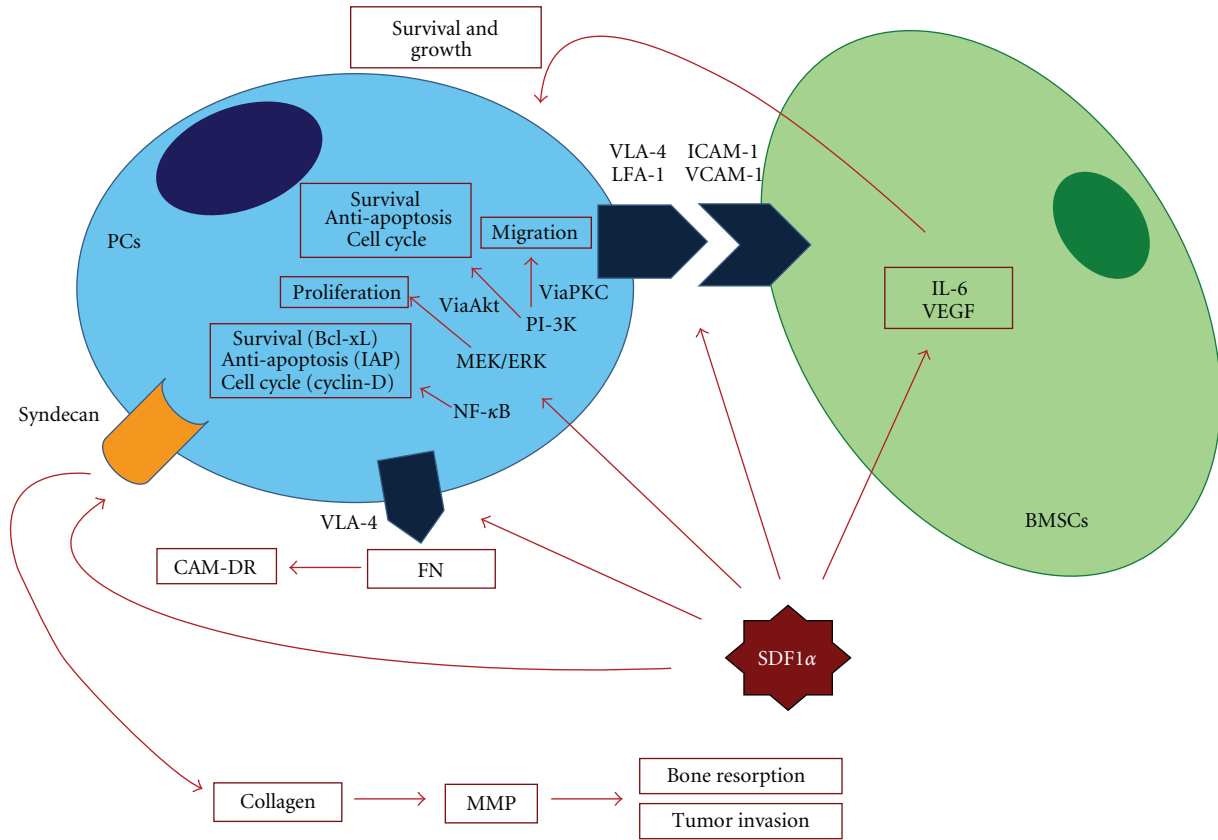 Survival and
growth
VLA-4
LFA-1
ICAM-1
VCAM-1
Survival
Anti-apoptosis
Cell cycle
Migration
PCs
Proliferation
ViaAkt
ViaPKC
PI-3K
IL-6
VEGF
Survival (Bcl-xL)
Anti-apoptosis (IAP)
Cell cycle (cyclin-D)
MEK/ERK
NF-κB
Syndecan
VLA-4
BMSCs
CAM-DR
FN
SDF1α
Collagen
MMP
Bone resorption
Tumor invasion